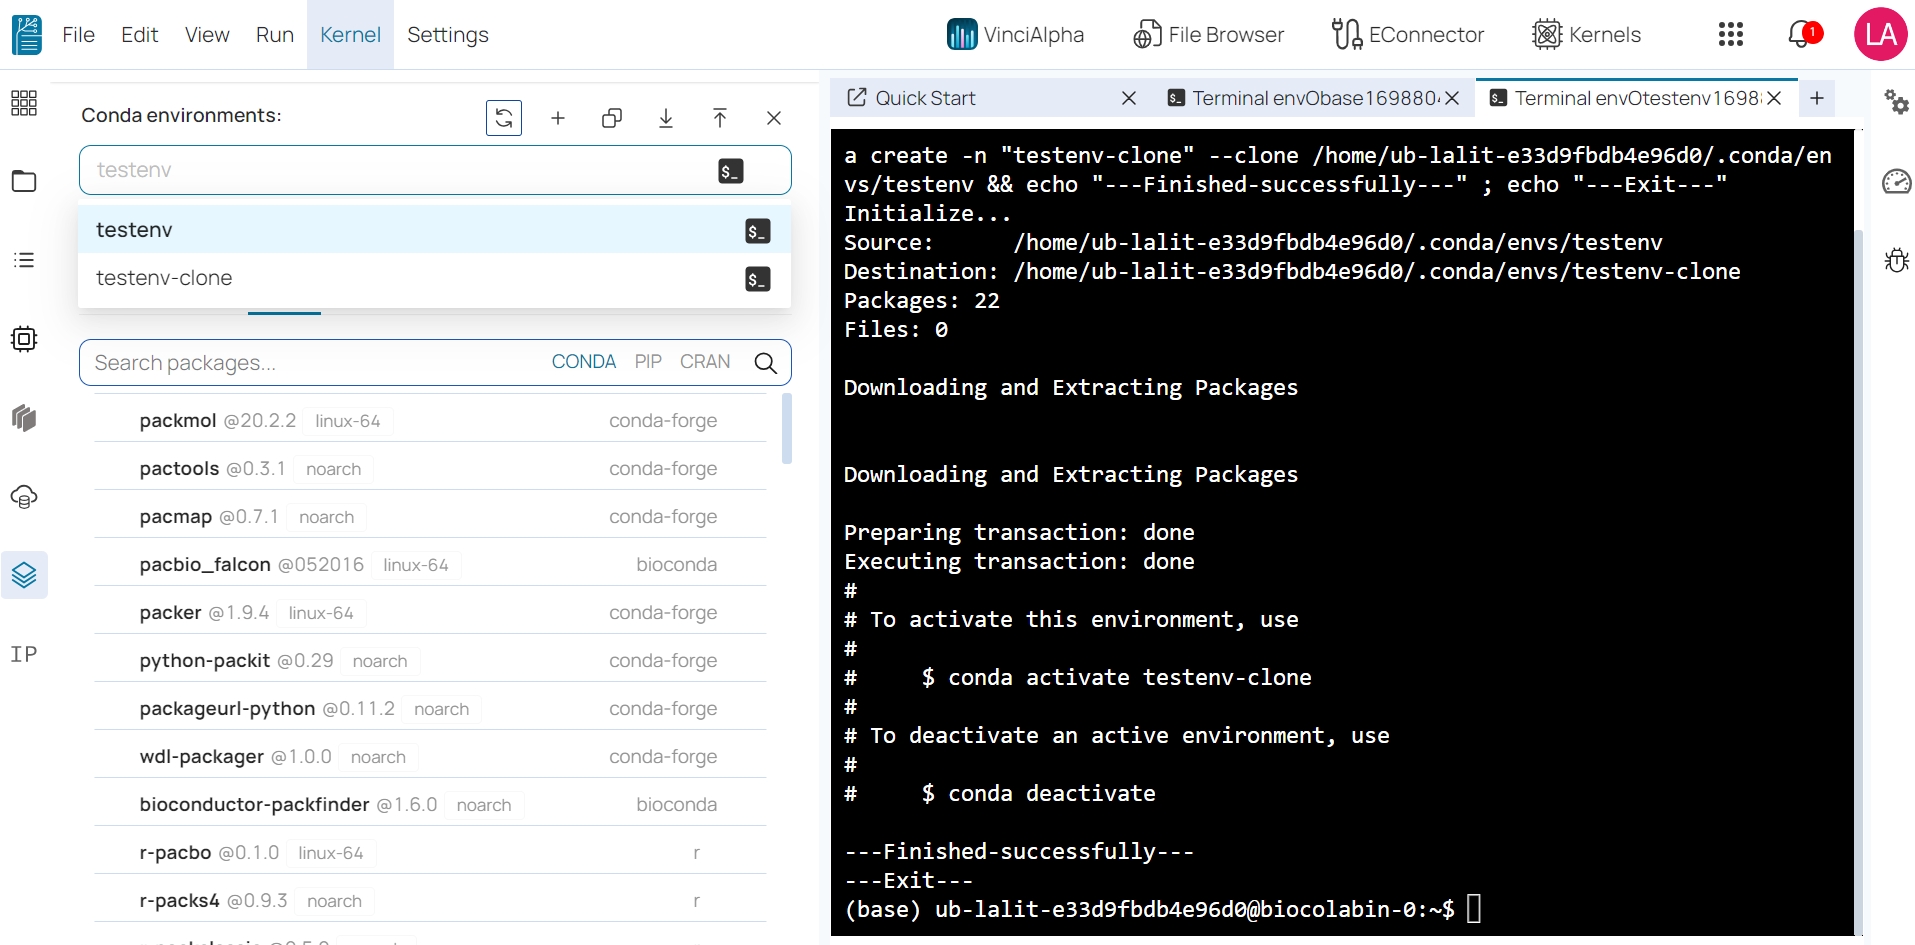 File Edit View Run Kernel Settings
VinciAlpha File Browser EConnector Kernels 1 LA
Conda environments:
testenv $_
testenv $_
testenv-clone $_
Search packages... CONDA PIP CRAN
packmol @20.2.2 linux-64 conda-forge
pactools @0.3.1 noarch conda-forge
pacmap @0.7.1 noarch conda-forge
pacbio_falcon @052016 linux-64 bioconda
packer @1.9.4 linux-64 conda-forge
python-packit @0.29 noarch conda-forge
packageurl-python @0.11.2 noarch conda-forge
wdl-packager @1.0.0 noarch conda-forge
bioconductor-packfinder @1.6.0 noarch bioconda
r-pacbo @0.1.0 linux-64 r
r-packs4 @0.9.3 noarch r
IP
Quick Start $_ Terminal env0base169880 $_ Terminal env0testenv1698
a create -n "testenv-clone" --clone /home/ub-lalit-e33d9fbdb4e96d0/.conda/en
vs/testenv && echo "---Finished-successfully---" ; echo "---Exit---"
Initialize...
Source: /home/ub-lalit-e33d9fbdb4e96d0/.conda/envs/testenv
Destination: /home/ub-lalit-e33d9fbdb4e96d0/.conda/envs/testenv-clone
Packages: 22
Files: 0
Downloading and Extracting Packages
Downloading and Extracting Packages
Preparing transaction: done
Executing transaction: done
#
# To activate this environment, use
#
# $ conda activate testenv-clone
#
# To deactivate an active environment, use
#
# $ conda deactivate
---Finished-successfully---
---Exit---
(base) ub-lalit-e33d9fbdb4e96d0@biocolabin-0:~$